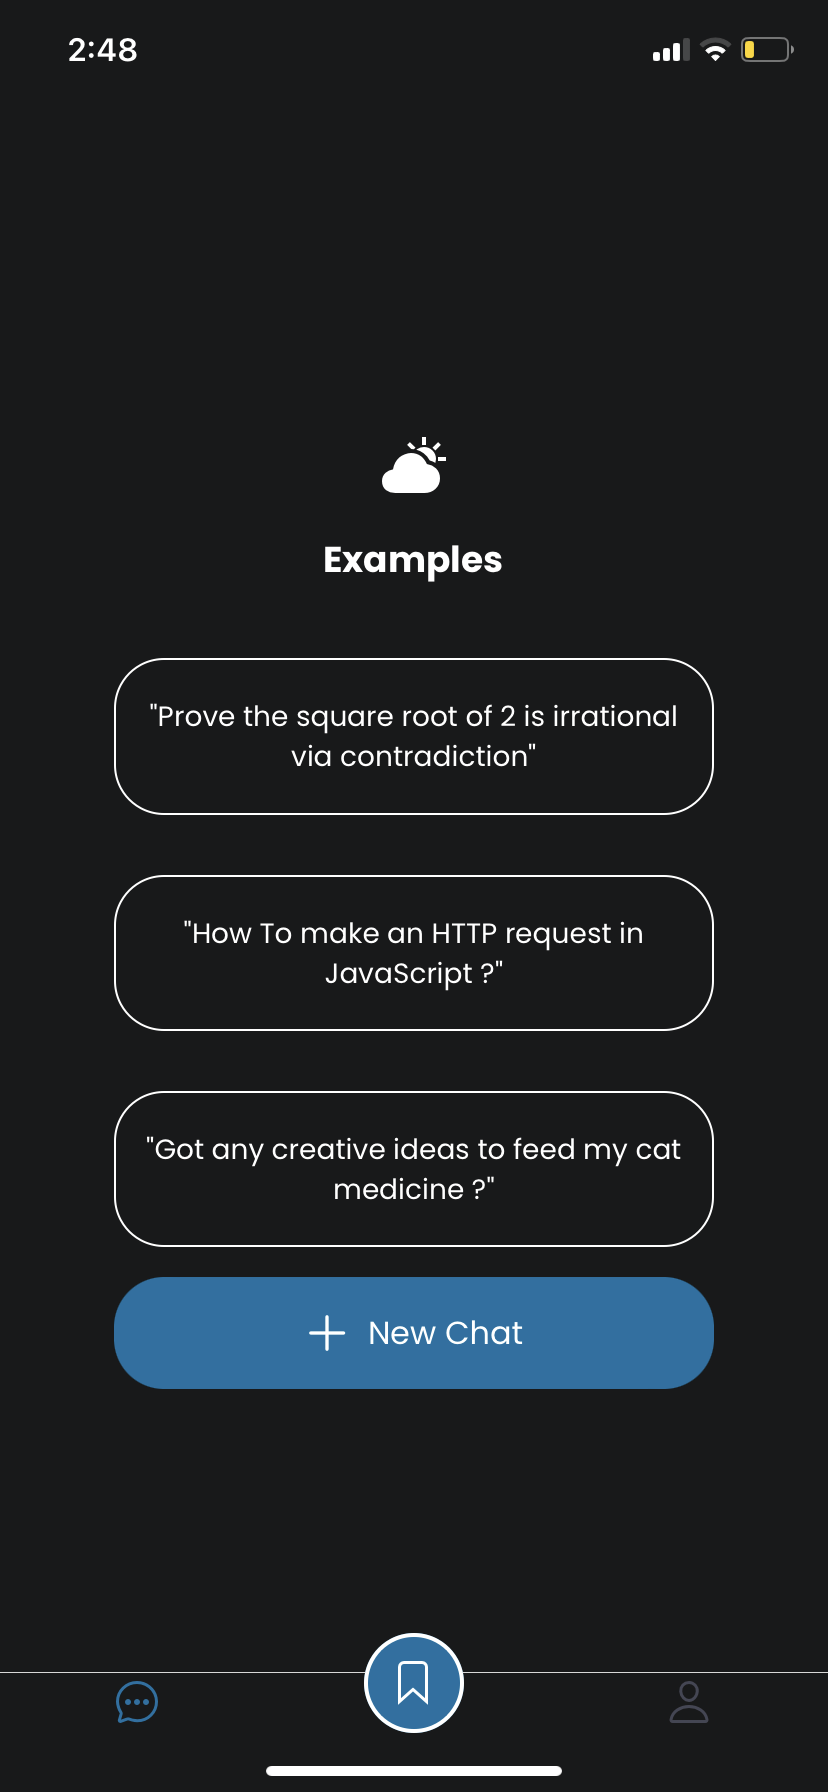 2:48
Examples
"Prove the square root of 2 is irrational
via contradiction"
"How To make an HTTP request in
JavaScript ?"
"Got any creative ideas to feed my cat
medicine ?"
New Chat